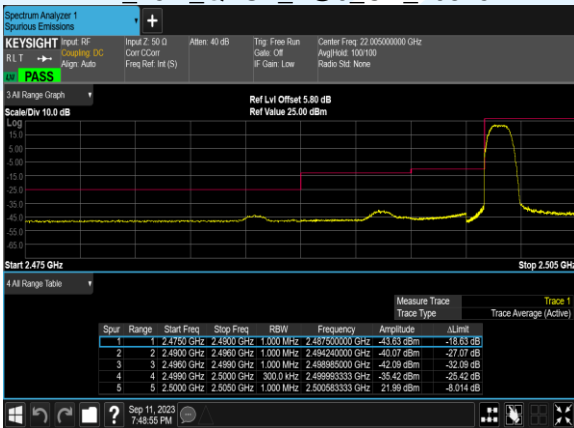 Spectrum Analyzer 1
Spurious Emissions
KEYSIGHT Input: RF Input Z: 50 Ω Atten: 40 dB Trig: Free Run Center Freq: 22.005000000 GHz
RLT Coupling: DC Corr CCorr Gate: Off Avg|Hold: 100/100
Align: Auto Freq Ref: Int (S) IF Gain: Low Radio Std: None
PASS
3 All Range Graph
Ref Lvl Offset 5.80 dB
Scale/Div 10.0 dB Ref Value 25.00 dBm
Log
15.0
5.00
-5.00
-15.0
-25.0
-35.0
-45.0
-55.0
-65.0
Start 2.475 GHz Stop 2.505 GHz
4 All Range Table
Measure Trace Trace 1
Trace Type Trace Average (Active)
Spur Range Start Freq Stop Freq RBW Frequency Amplitude ΔLimit
1 1 2.4750 GHz 2.4900 GHz 1.000 MHz 2.487500000 GHz -43.63 dBm -18.63 dB
2 2 2.4900 GHz 2.4960 GHz 1.000 MHz 2.494240000 GHz -40.07 dBm -27.07 dB
3 3 2.4960 GHz 2.4990 GHz 1.000 MHz 2.498985000 GHz -42.09 dBm -32.09 dB
4 4 2.4990 GHz 2.5000 GHz 300.0 kHz 2.499993333 GHz -35.42 dBm -25.42 dB
5 5 2.5000 GHz 2.5050 GHz 1.000 MHz 2.500583333 GHz 21.99 dBm -8.014 dB
? Sep 11, 2023
7:48:55 PM